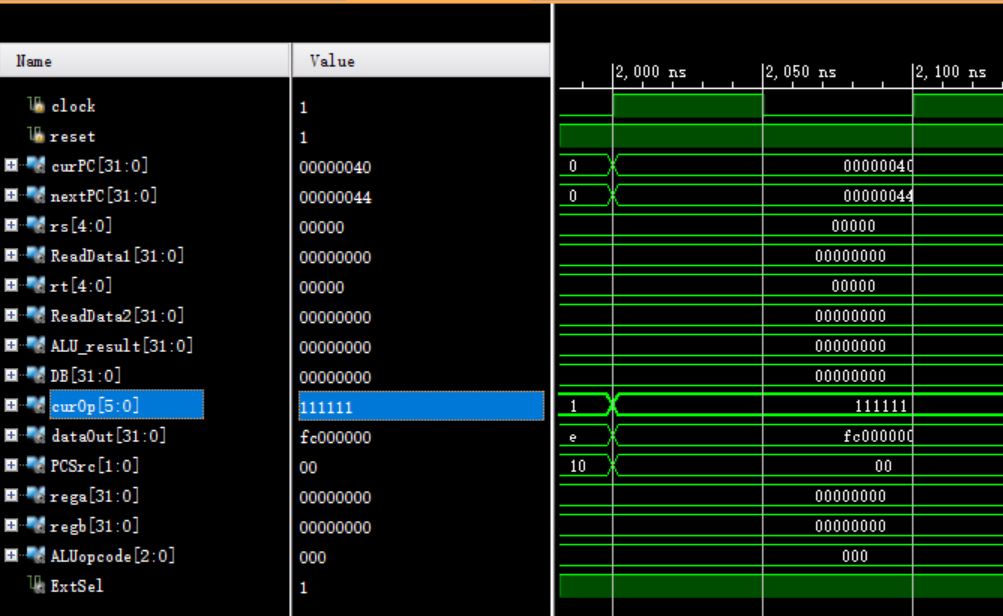 Name Value
2,000 ns 2,050 ns 2,100 ns
clock 1
reset 1
curPC[31:0] 00000040 0 00000040
nextPC[31:0] 00000044 0 00000044
rs[4:0] 00000 00000
ReadData1[31:0] 00000000 00000000
rt[4:0] 00000 00000
ReadData2[31:0] 00000000 00000000
ALU_result[31:0] 00000000 00000000
DB[31:0] 00000000 00000000
curOp[5:0] 111111 1 111111
dataOut[31:0] fc000000 e fc000000
PCSrc[1:0] 00 10 00
rega[31:0] 00000000 00000000
regb[31:0] 00000000 00000000
ALUopcode[2:0] 000 000
ExtSel 1